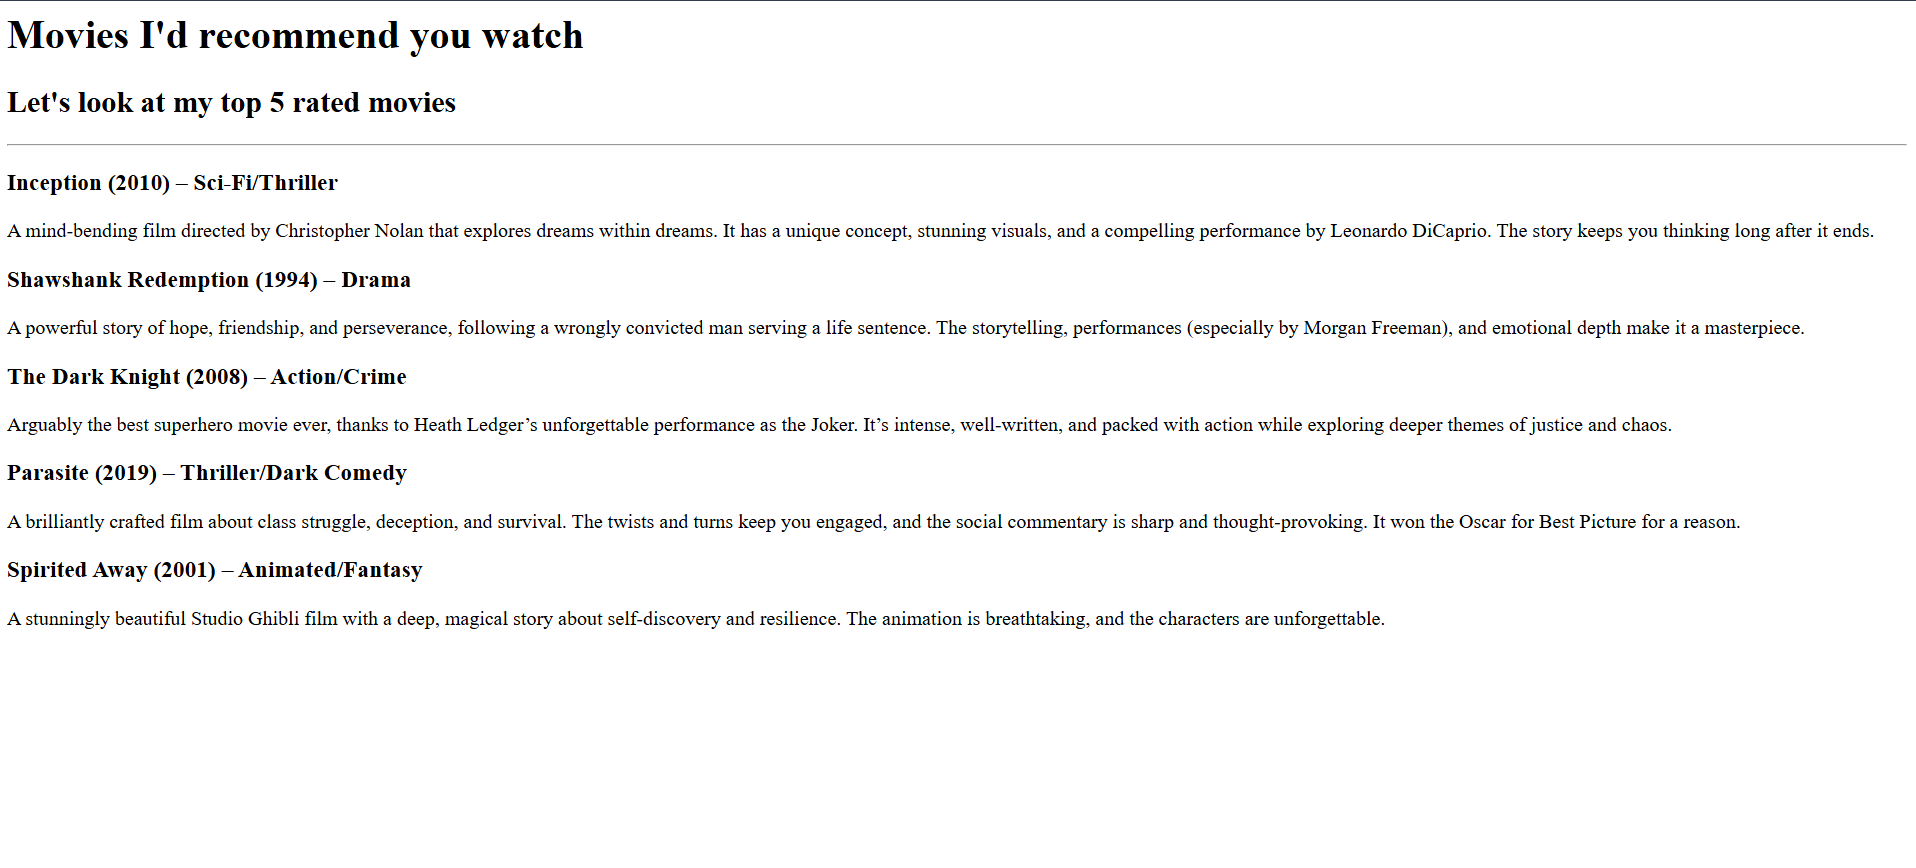 Movies I'd recommend you watch
Let's look at my top 5 rated movies
Inception (2010) – Sci-Fi/Thriller
A mind-bending film directed by Christopher Nolan that explores dreams within dreams. It has a unique concept, stunning visuals, and a compelling performance by Leonardo DiCaprio. The story keeps you thinking long after it ends.
Shawshank Redemption (1994) – Drama
A powerful story of hope, friendship, and perseverance, following a wrongly convicted man serving a life sentence. The storytelling, performances (especially by Morgan Freeman), and emotional depth make it a masterpiece.
The Dark Knight (2008) – Action/Crime
Arguably the best superhero movie ever, thanks to Heath Ledger’s unforgettable performance as the Joker. It’s intense, well-written, and packed with action while exploring deeper themes of justice and chaos.
Parasite (2019) – Thriller/Dark Comedy
A brilliantly crafted film about class struggle, deception, and survival. The twists and turns keep you engaged, and the social commentary is sharp and thought-provoking. It won the Oscar for Best Picture for a reason.
Spirited Away (2001) – Animated/Fantasy
A stunningly beautiful Studio Ghibli film with a deep, magical story about self-discovery and resilience. The animation is breathtaking, and the characters are unforgettable.